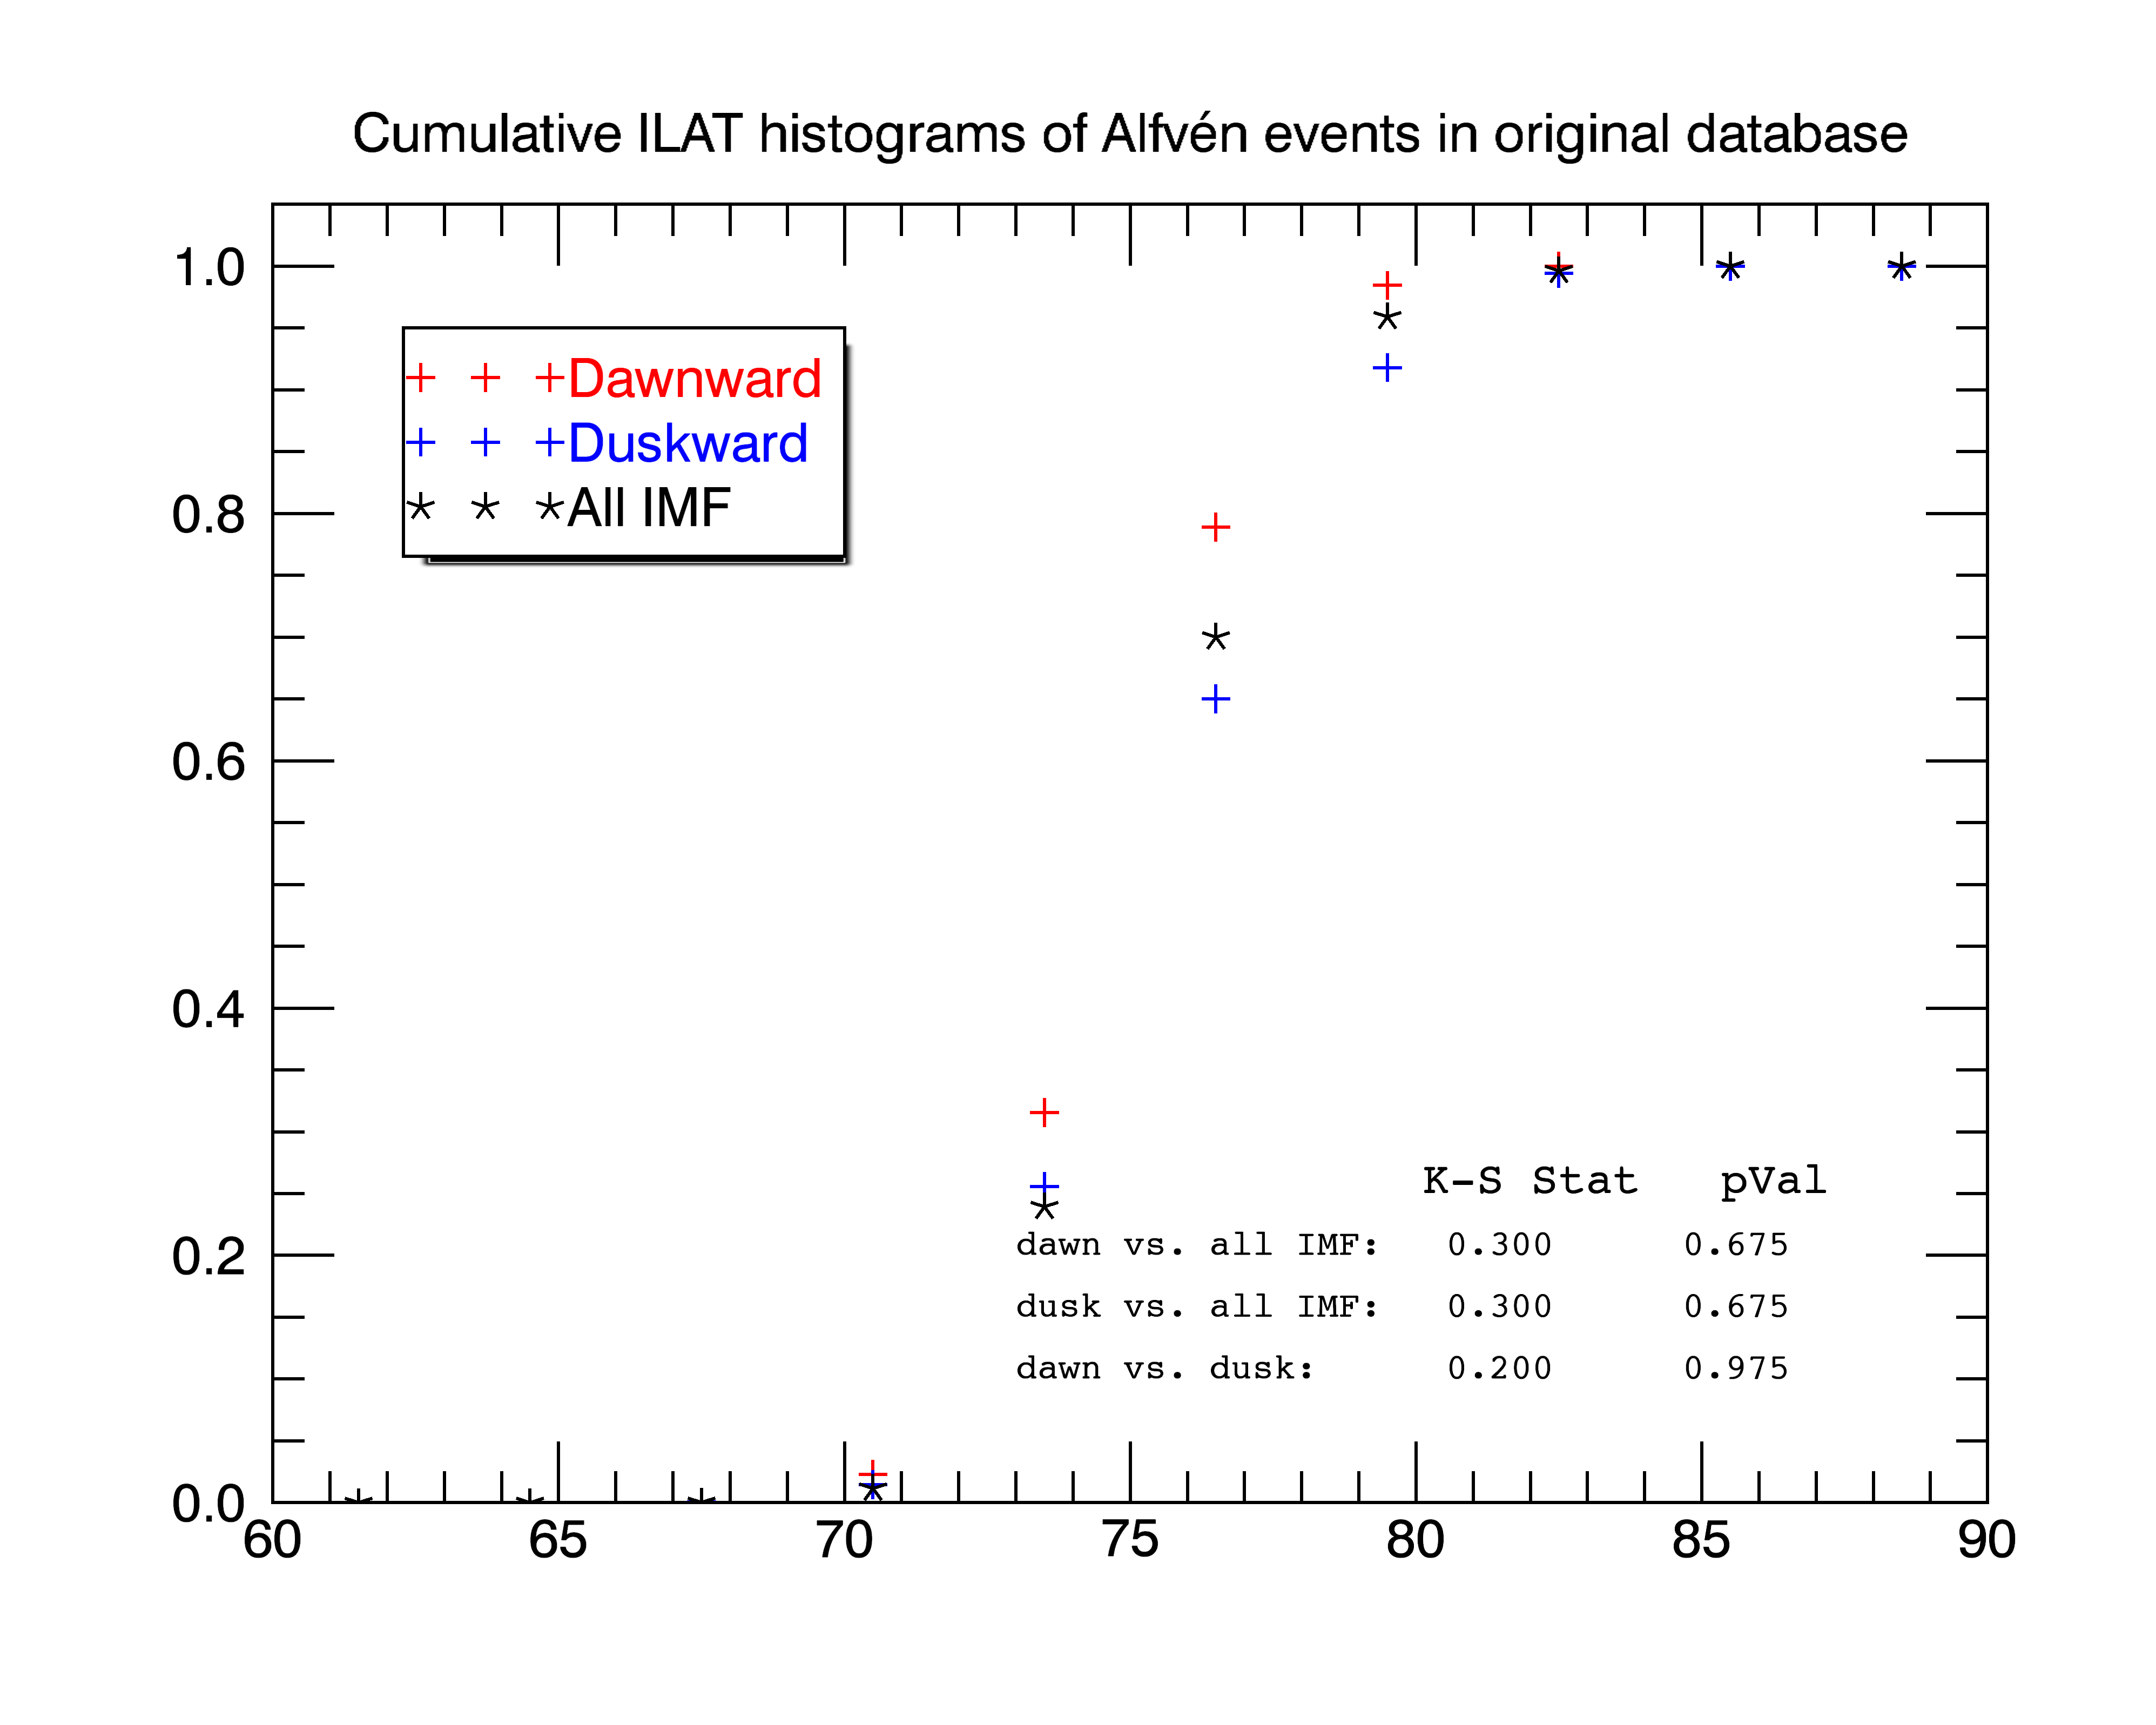 Cumulative ILAT histograms of Alfvén events in original database
1.0
0.8
0.6
0.4
0.2
0.0
Dawnward
Duskward
All IMF
K-S Stat pVal
dawn vs. all IMF: 0.300 0.675
dusk vs. all IMF: 0.300 0.675
dawn vs. dusk: 0.200 0.975
60 65 70 75 80 85 90